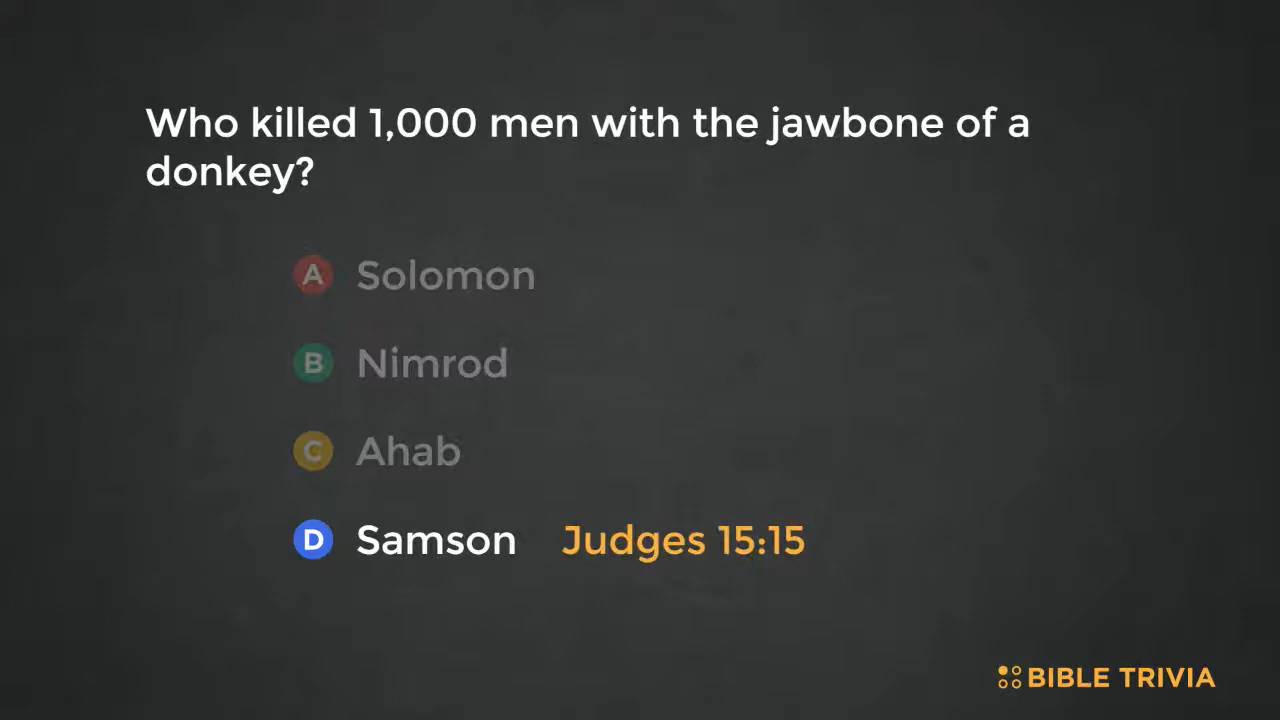 Who killed 1,000 men with the jawbone of a
donkey?
A Solomon
B Nimrod
C Ahab
D Samson Judges 15:15
BIBLE TRIVIA